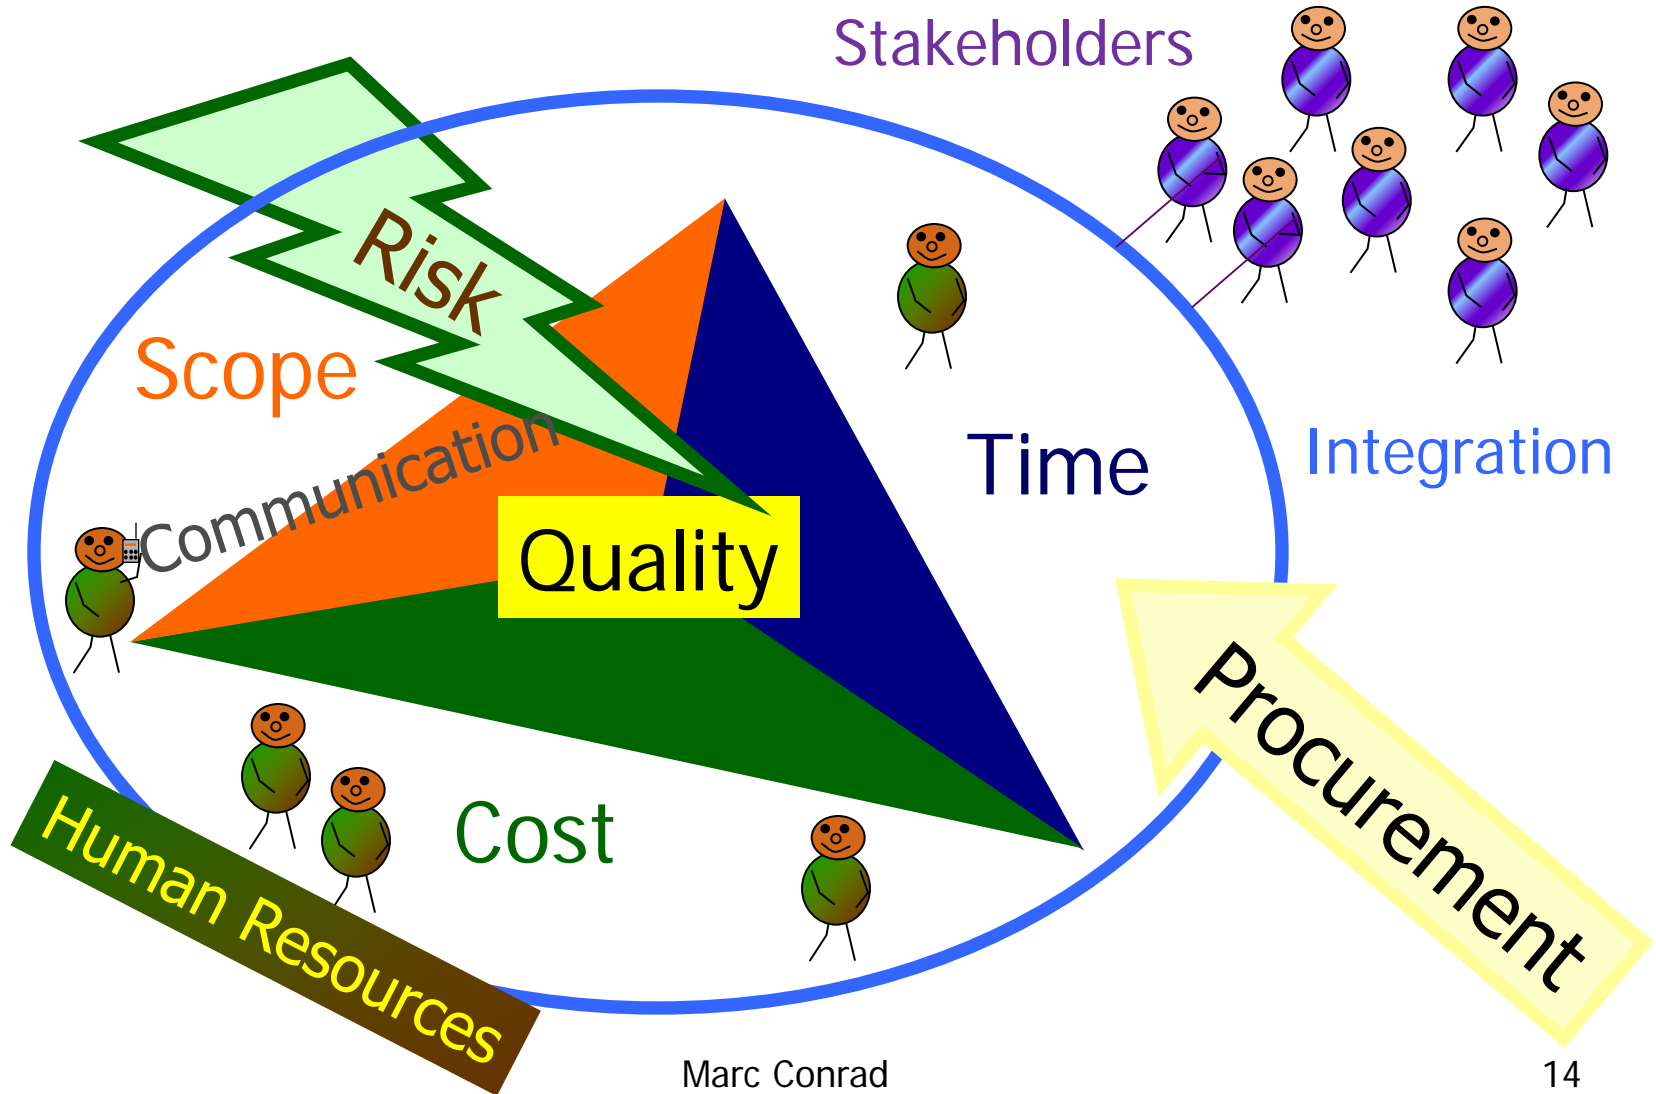 Stakeholders
Risk
Scope
Communication
Time
Integration
Quality
Procurement
Cost
Human Resources
Marc Conrad
14